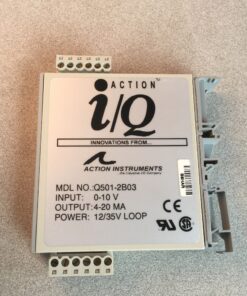 ACTION
i/Q
INNOVATIONS FROM...
ACTION INSTRUMENTS
MDL NO.:Q501-2B03
INPUT: 0-10 V
OUTPUT:4-20 MA
POWER: 12/35V LOOP
CE